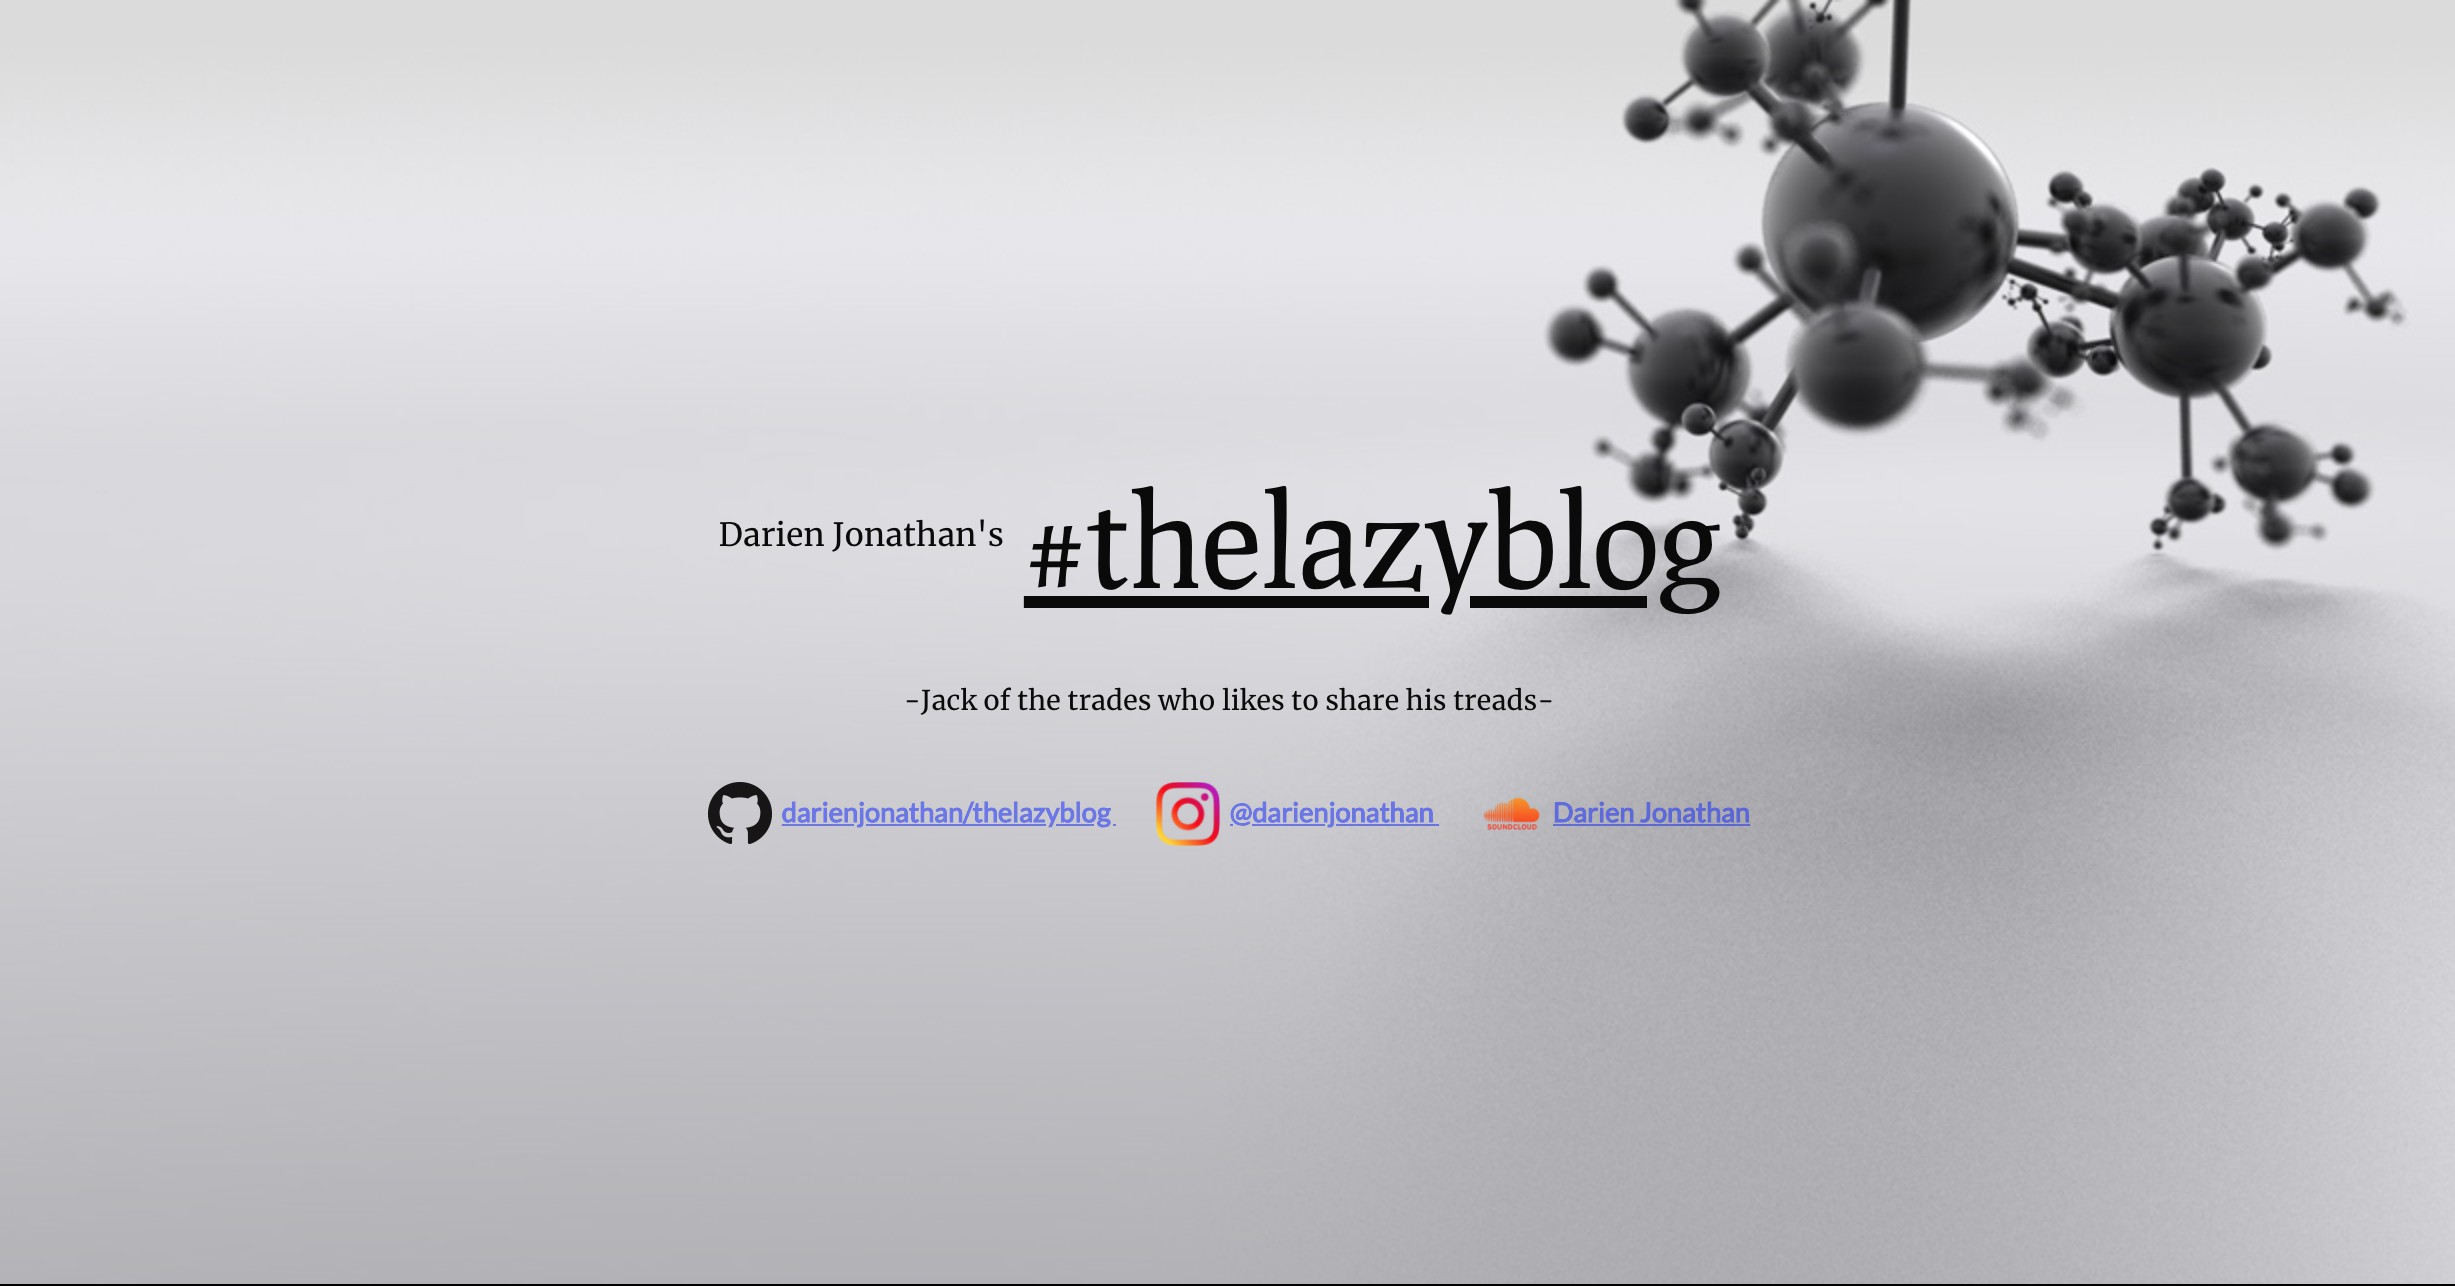 Darien Jonathan's #thelazyblog
-Jack of the trades who likes to share his treads-
darienjonathan/thelazyblog @darienjonathan SOUNDCLOUD Darien Jonathan